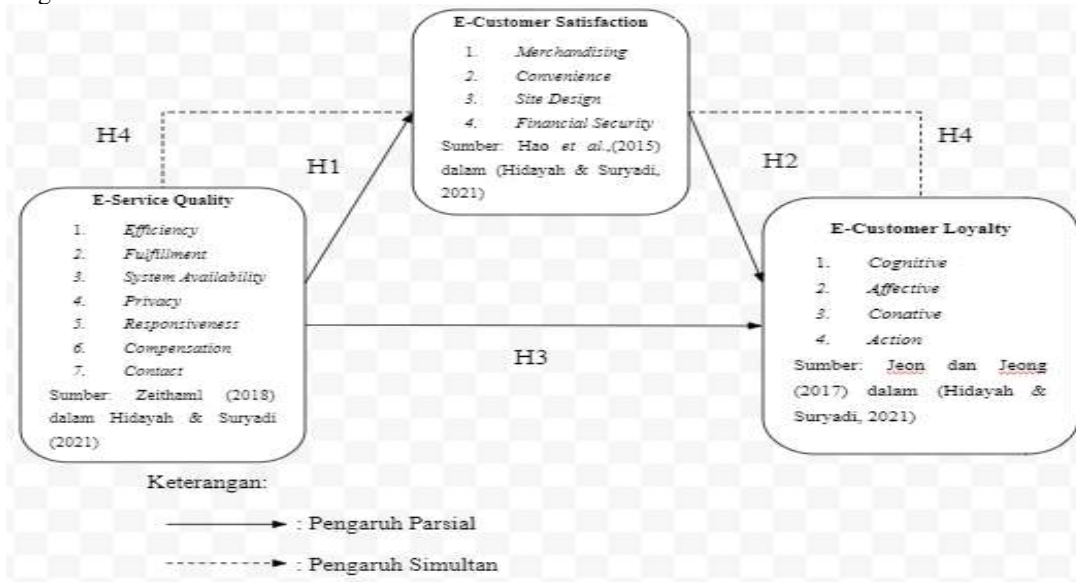 E-Customer Satisfaction
1. Merchandising
2. Convenience
3. Site Design
4. Financial Security
Sumber: Hao et al.,(2015)
dalam (Hidayah & Suryadi,
2021)
H4
H1
H2
H4
E-Service Quality
1. Efficiency
2. Fulfillment
3. System Availability
4. Privacy
5. Responsiveness
6. Compensation
7. Contact
Sumber: Zeithaml (2018)
dalam Hidayah & Suryadi
(2021)
E-Customer Loyalty
1. Cognitive
2. Affective
3. Conative
4. Action
Sumber: Jeon dan Jeong
(2017) dalam (Hidayah &
Suryadi, 2021)
H3
Keterangan:
: Pengaruh Parsial
: Pengaruh Simultan